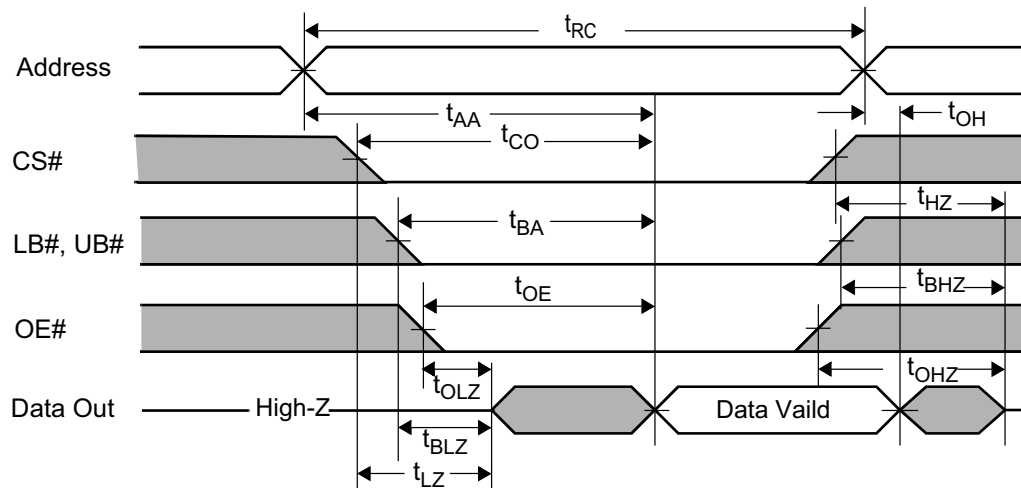 tRC
Address
tAA
tOH
tCO
CS#
tHZ
LB#, UB#
tBA
tBHZ
tOE
OE#
tOHZ
tOLZ
Data Out
High-Z
Data Vaild
tBLZ
tLZ